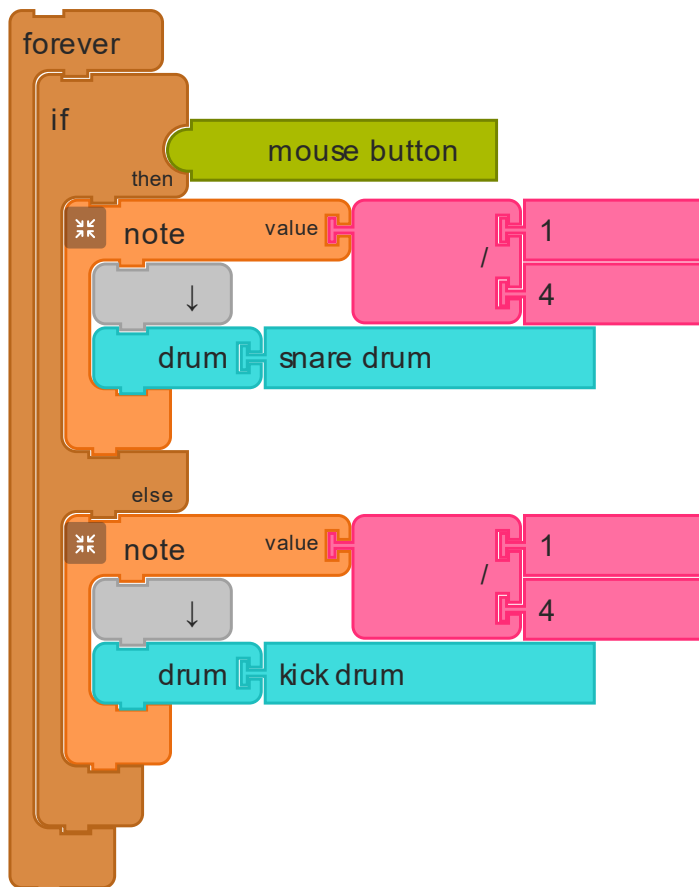 forever
if
mouse button
then
note value 1
/
4
↓
drum snare drum
else
note value 1
/
4
↓
drum kick drum